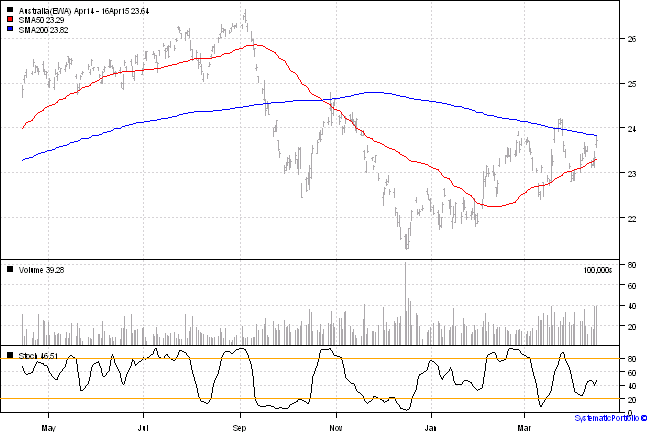 Australia(EWA) Apr14 - 16Apr15 23.64
SMA50 23.29
SMA200 23.82
26
25
24
23
22
Volume 39.28
100,000s
80
60
40
20
Stoch 46.51
80
60
40
20
0
May Jul Sep Nov Jan Mar
SystematicPortfolio ©